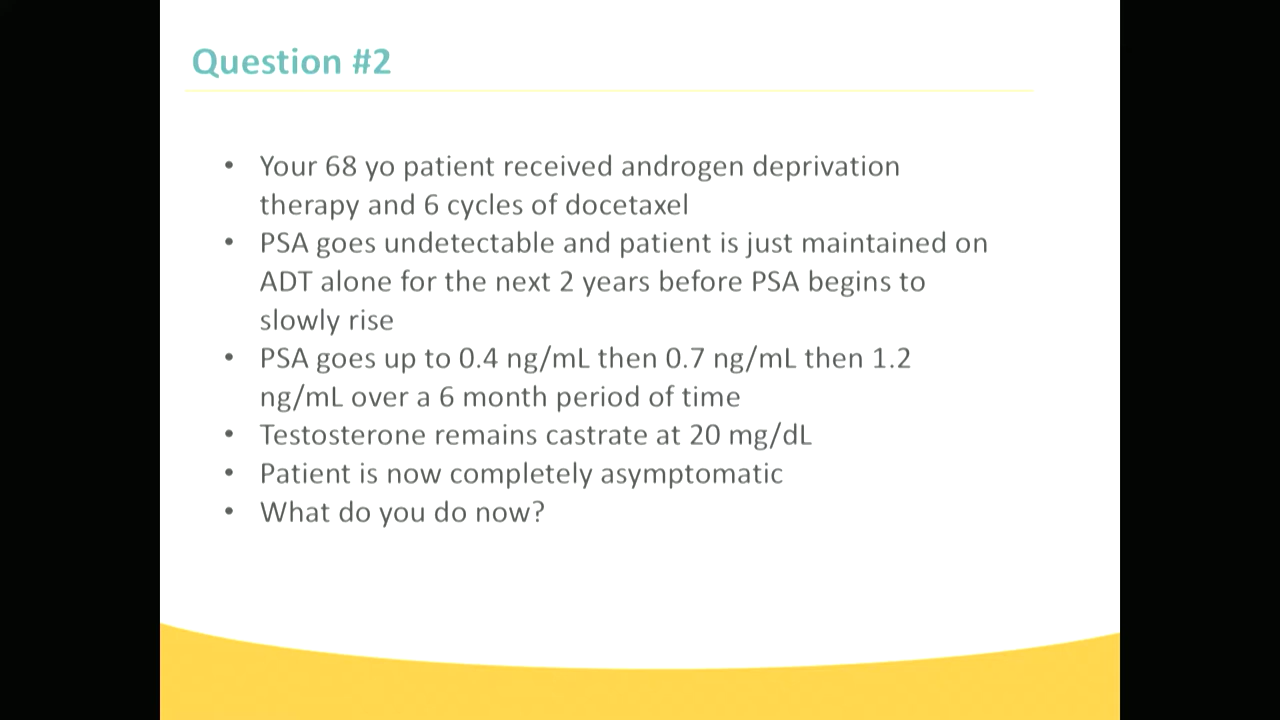 Question #2
• Your 68 yo patient received androgen deprivation
therapy and 6 cycles of docetaxel
• PSA goes undetectable and patient is just maintained on
ADT alone for the next 2 years before PSA begins to
slowly rise
• PSA goes up to 0.4 ng/mL then 0.7 ng/mL then 1.2
ng/mL over a 6 month period of time
• Testosterone remains castrate at 20 mg/dL
• Patient is now completely asymptomatic
• What do you do now?